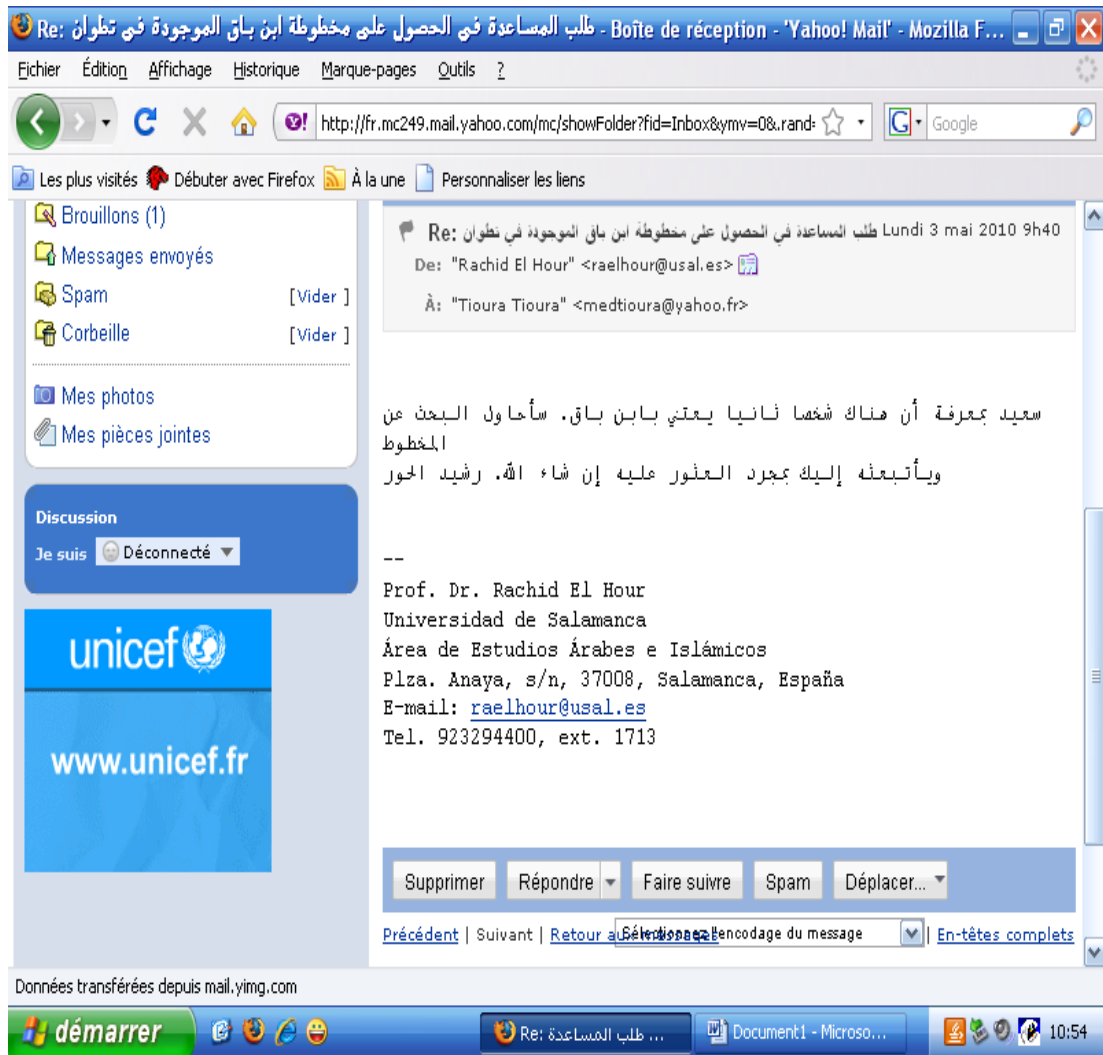 Re: طلب المساعدة في الحصول على مخطوطة ابن باق الموجودة في تطوان - Boîte de réception - 'Yahoo! Mail' - Mozilla F...
Fichier Édition Affichage Historique Marque-pages Outils ?
http://fr.mc249.mail.yahoo.com/mc/showFolder?fid=Inbox&ymv=0&.rand:
G Google
Les plus visités Débuter avec Firefox À la une Personnaliser les liens
Brouillons (1)
Messages envoyés
Spam [Vider ]
Corbeille [Vider ]
Mes photos
Mes pièces jointes
Discussion
Je suis Déconnecté
unicef
www.unicef.fr
Re: طلب المساعدة في الحصول على مخطوطة ابن باق الموجودة في تطوان Lundi 3 mai 2010 9h40
De: "Rachid El Hour" <raelhour@usal.es>
À: "Tioura Tioura" <medtioura@yahoo.fr>
سعيد بمعرفة أن هناك شخصا ثانيا يعتني بابن باق. سأحاول البحث عن
المخطوط
ويأتبعثه إليك بمجرد العثور عليه إن شاء الله. رشيد الحور
--
Prof. Dr. Rachid El Hour
Universidad de Salamanca
Área de Estudios Árabes e Islámicos
Plza. Anaya, s/n, 37008, Salamanca, España
E-mail: raelhour@usal.es
Tel. 923294400, ext. 1713
Supprimer Répondre Faire suivre Spam Déplacer...
Précédent | Suivant | Retour aux messages Sélectionnez l'encodage du message | En-têtes complets
Données transférées depuis mail.yimg.com
démarrer Re: طلب المساعدة ... Document1 - Microso... 10:54